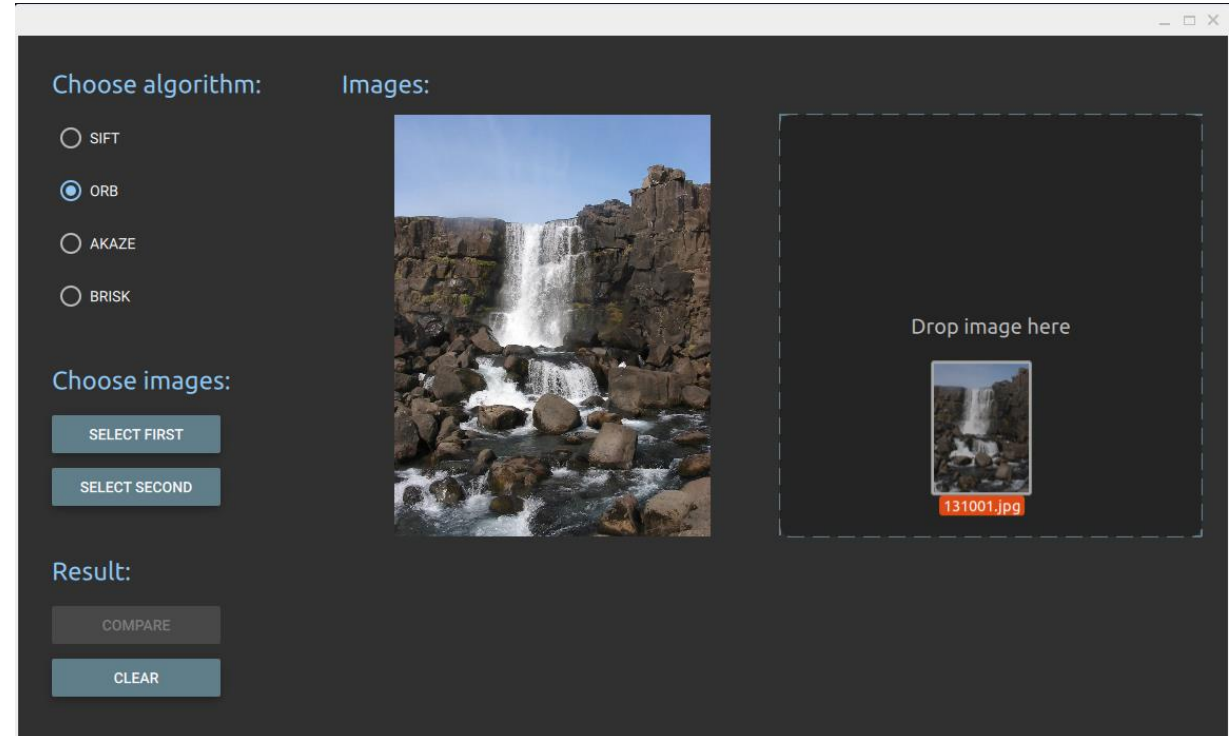 Choose algorithm:
SIFT
ORB
AKAZE
BRISK
Choose images:
SELECT FIRST
SELECT SECOND
Result:
COMPARE
CLEAR
Images:
Drop image here
131001.jpg